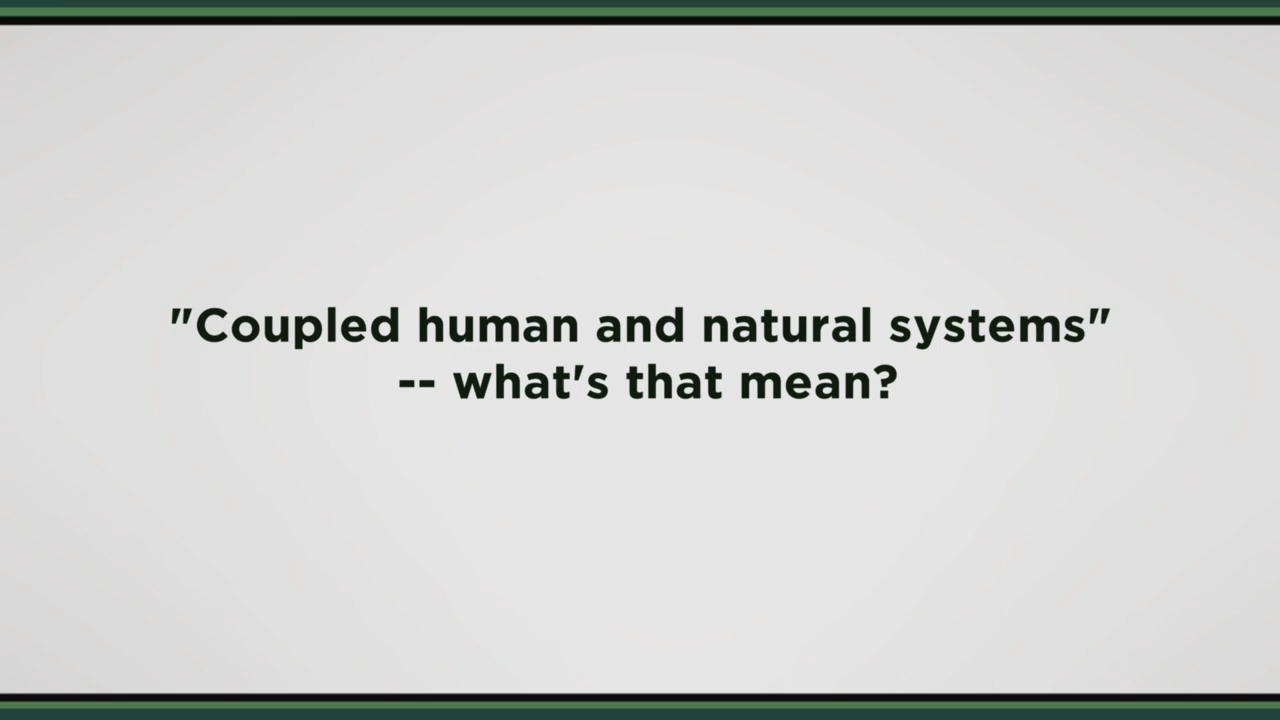 "Coupled human and natural systems"
-- what's that mean?